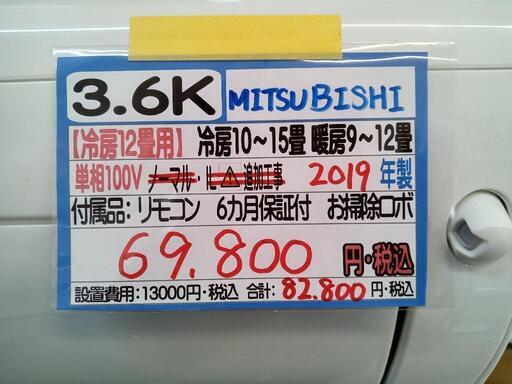 3.6K MITSUBISHI
【冷房12畳用】 冷房10～15畳 暖房9～12畳
単相100V ノーマル・ル⚠追加工事 2019 年製
付属品：リモコン 6カ月保証付 お掃除ロボ
69.800 円・税込
設置費用：13000円・税込 合計：82.800円・税込